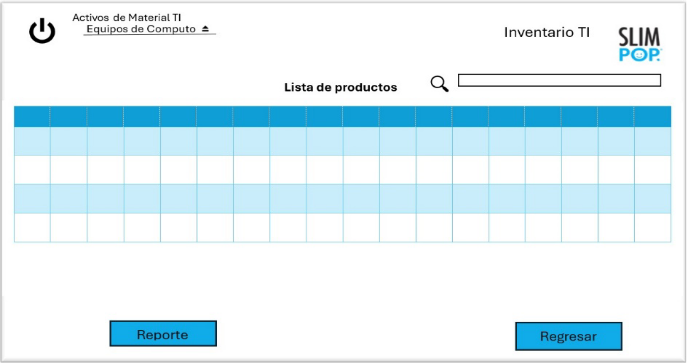 Activos de Material TI
Equipos de Computo
Inventario TI
SLIM
POP.
Lista de productos
Reporte
Regresar